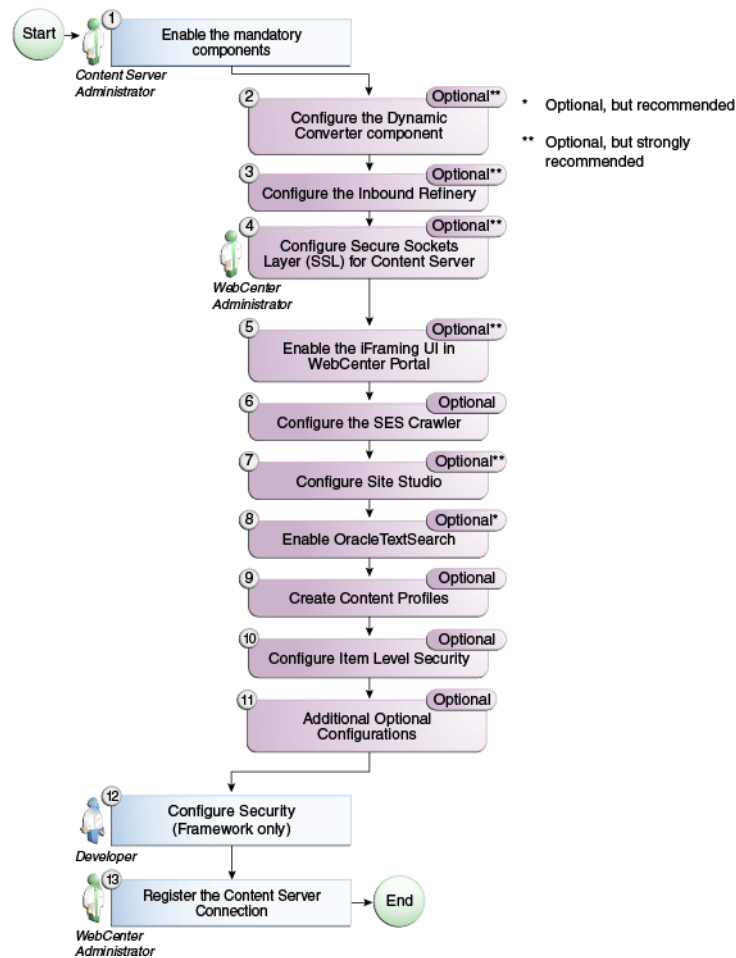 Start
1
Enable the mandatory
components
Content Server
Administrator
2
Optional**
Configure the Dynamic
Converter component
* Optional, but recommended
** Optional, but strongly
recommended
3
Optional**
Configure the Inbound Refinery
4
Optional**
Configure Secure Sockets
Layer (SSL) for Content Server
WebCenter
Administrator
5
Optional**
Enable the iFraming UI in
WebCenter Portal
6
Optional
Configure the SES Crawler
7
Optional**
Configure Site Studio
8
Optional*
Enable OracleTextSearch
9
Optional
Create Content Profiles
10
Optional
Configure Item Level Security
11
Optional
Additional Optional
Configurations
12
Configure Security
(Framework only)
Developer
13
Register the Content Server
Connection
End
WebCenter
Administrator